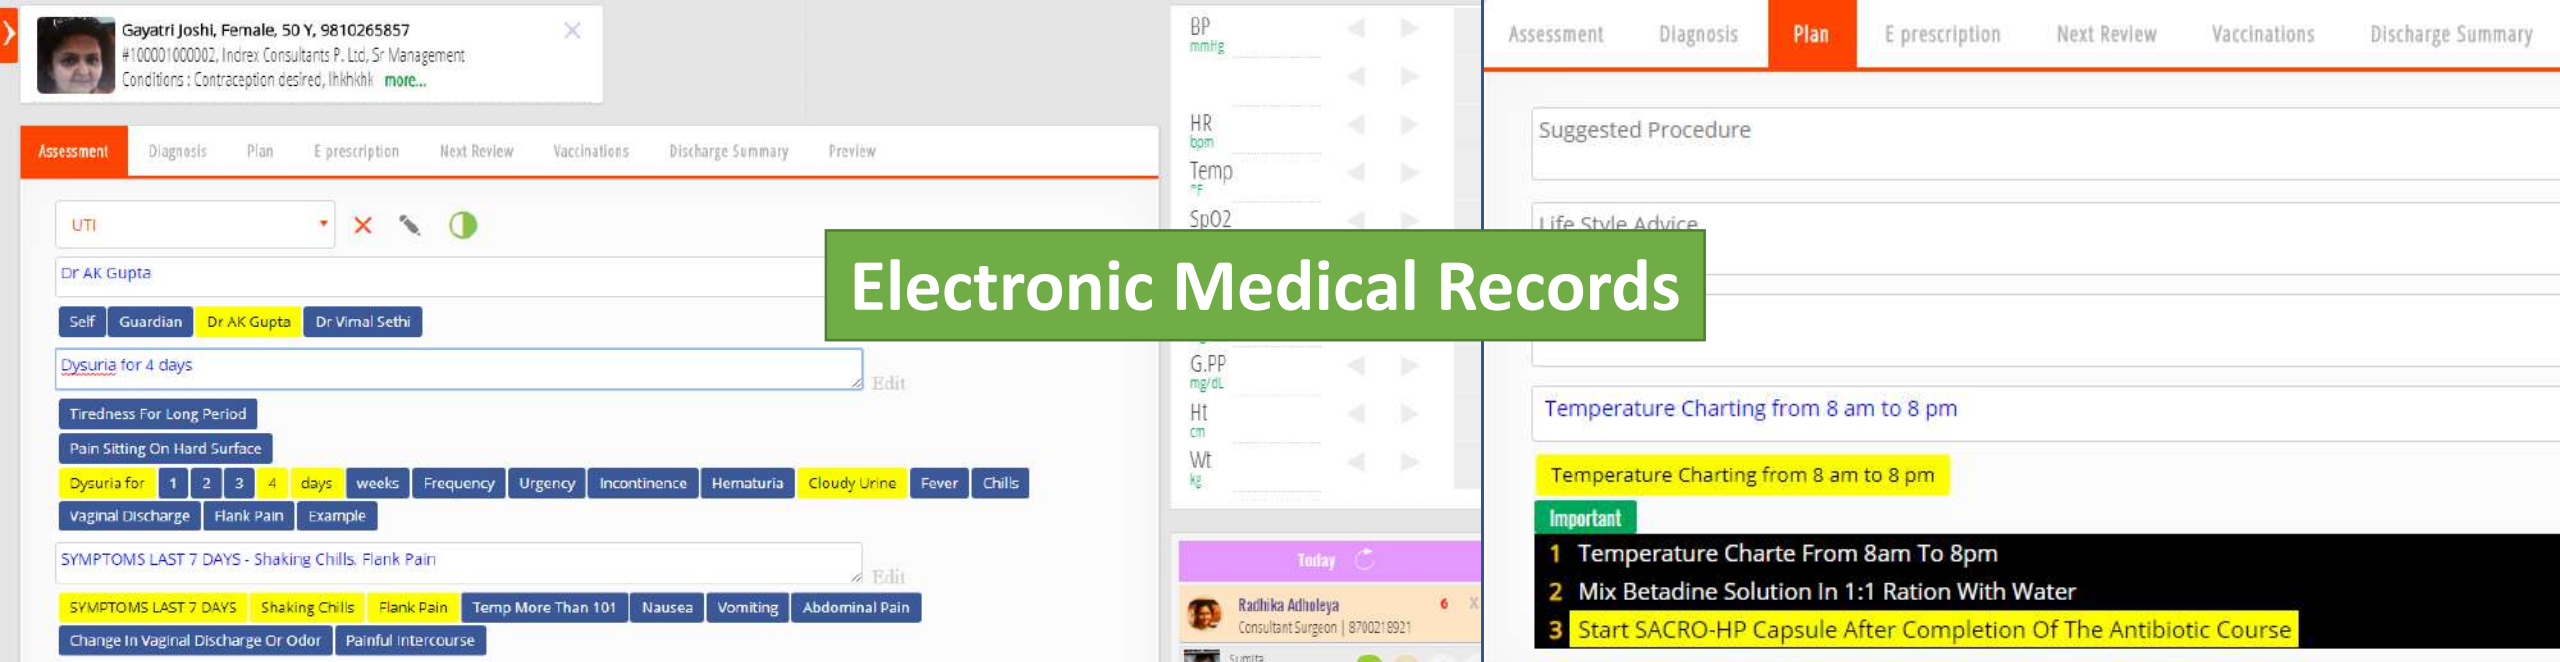 Gayatri Joshi, Female, 50 Y, 9810265857
#100001000002, Indrex Consultants P. Ltd, Sr Management
Conditions : Contraception desired, Ihkhkhk more...
Assessment Diagnosis Plan E prescription Next Review Vaccinations Discharge Summary Preview
UTI
Dr AK Gupta
Self Guardian Dr AK Gupta Dr Vimal Sethi
Dysuria for 4 days
Edit
Tiredness For Long Period
Pain Sitting On Hard Surface
Dysuria for 1 2 3 4 days weeks Frequency Urgency Incontinence Hematuria Cloudy Urine Fever Chills
Vaginal Discharge Flank Pain Example
SYMPTOMS LAST 7 DAYS - Shaking Chills, Flank Pain
Edit
SYMPTOMS LAST 7 DAYS Shaking Chills Flank Pain Temp More Than 101 Nausea Vomiting Abdominal Pain
Change In Vaginal Discharge Or Odor Painful Intercourse
BP
mmHg
HR
bpm
Temp
°F
SpO2
Electronic Medical Records
G.PP
mg/dL
Ht
cm
Wt
kg
Today
Radhika Adholeya 6 X
Consultant Surgeon | 8700218921
Sumita
Assessment Diagnosis Plan E prescription Next Review Vaccinations Discharge Summary
Suggested Procedure
Life Style Advice
Temperature Charting from 8 am to 8 pm
Temperature Charting from 8 am to 8 pm
Important
1 Temperature Charte From 8am To 8pm
2 Mix Betadine Solution In 1:1 Ration With Water
3 Start SACRO-HP Capsule After Completion Of The Antibiotic Course